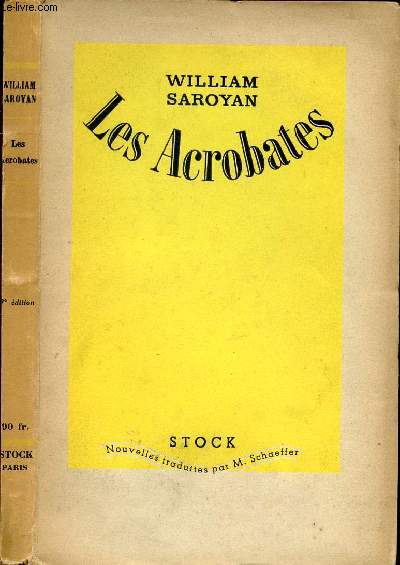 www.le-livre.com
WILLIAM
SAROYAN
Les
Acrobates
édition
90 fr.
STOCK
PARIS
WILLIAM
SAROYAN
Les Acrobates
STOCK
Nouvelles traduites par M. Schaeffer